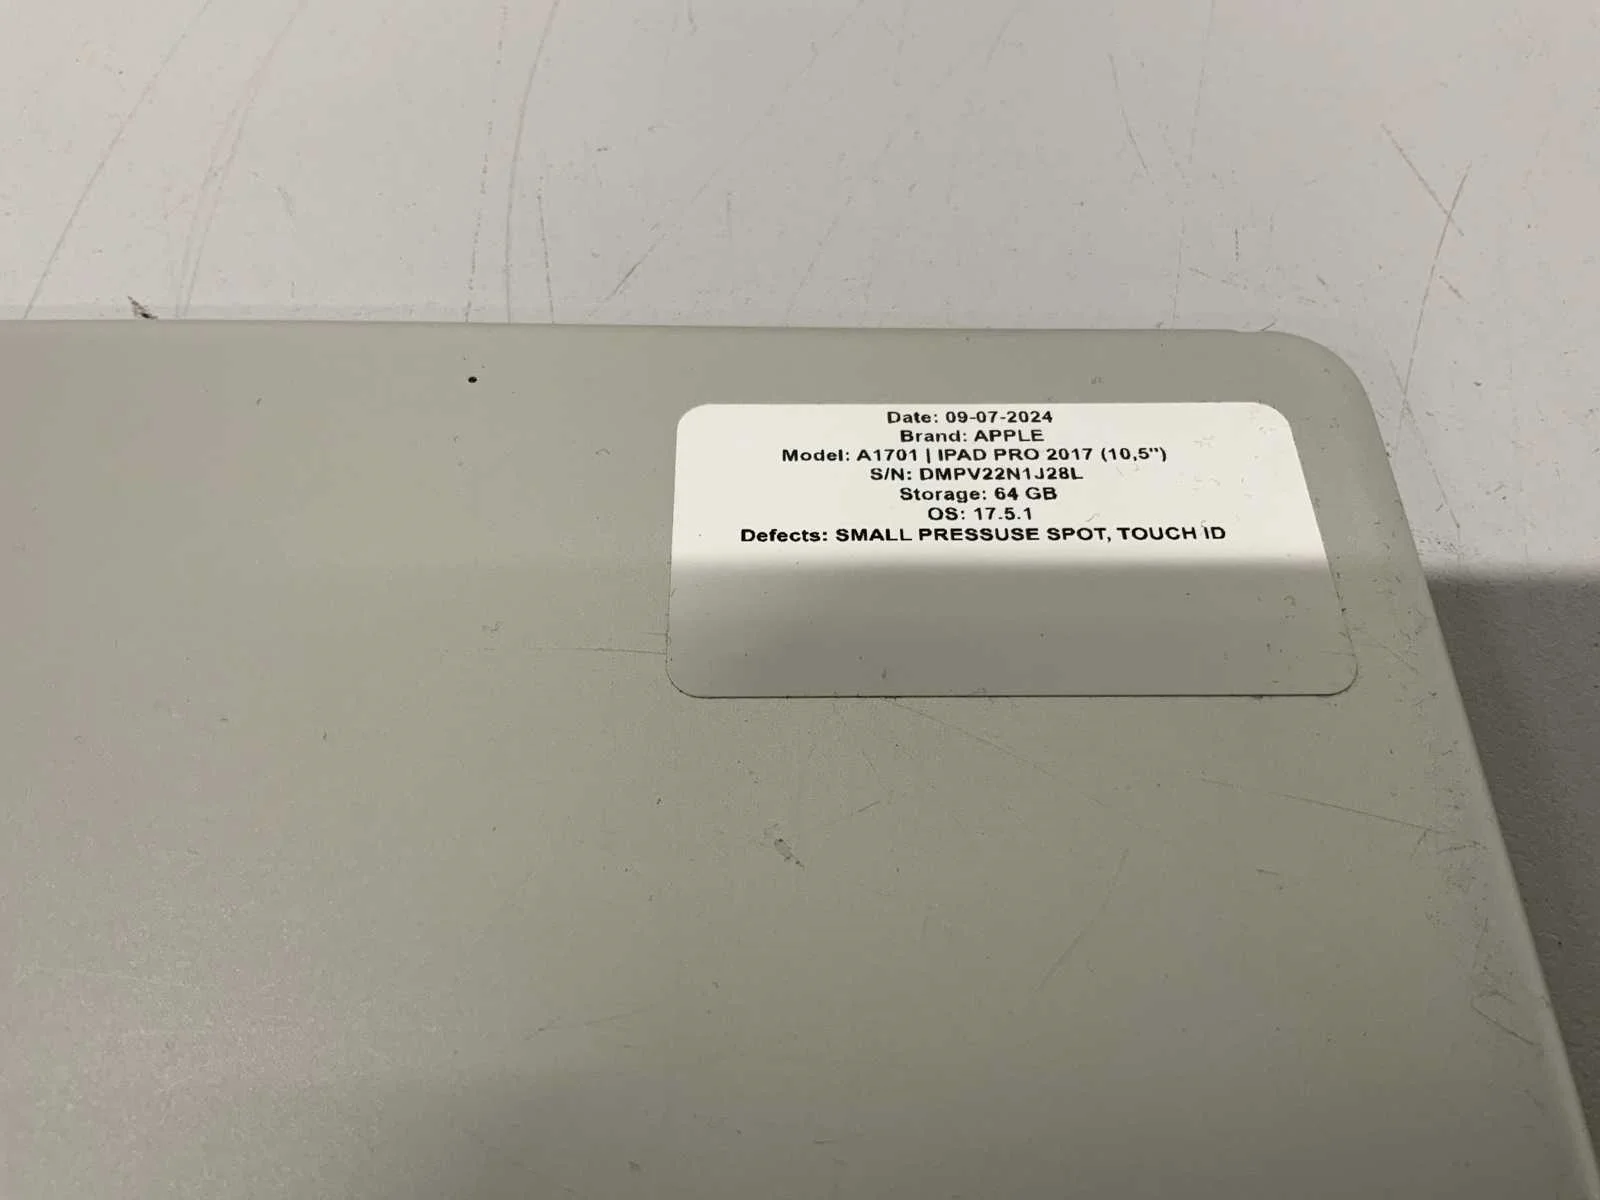 Date: 09-07-2024
Brand: APPLE
Model: A1701 | IPAD PRO 2017 (10,5")
S/N: DMPV22N1J28L
Storage: 64 GB
OS: 17.5.1
Defects: SMALL PRESSUSE SPOT, TOUCH ID